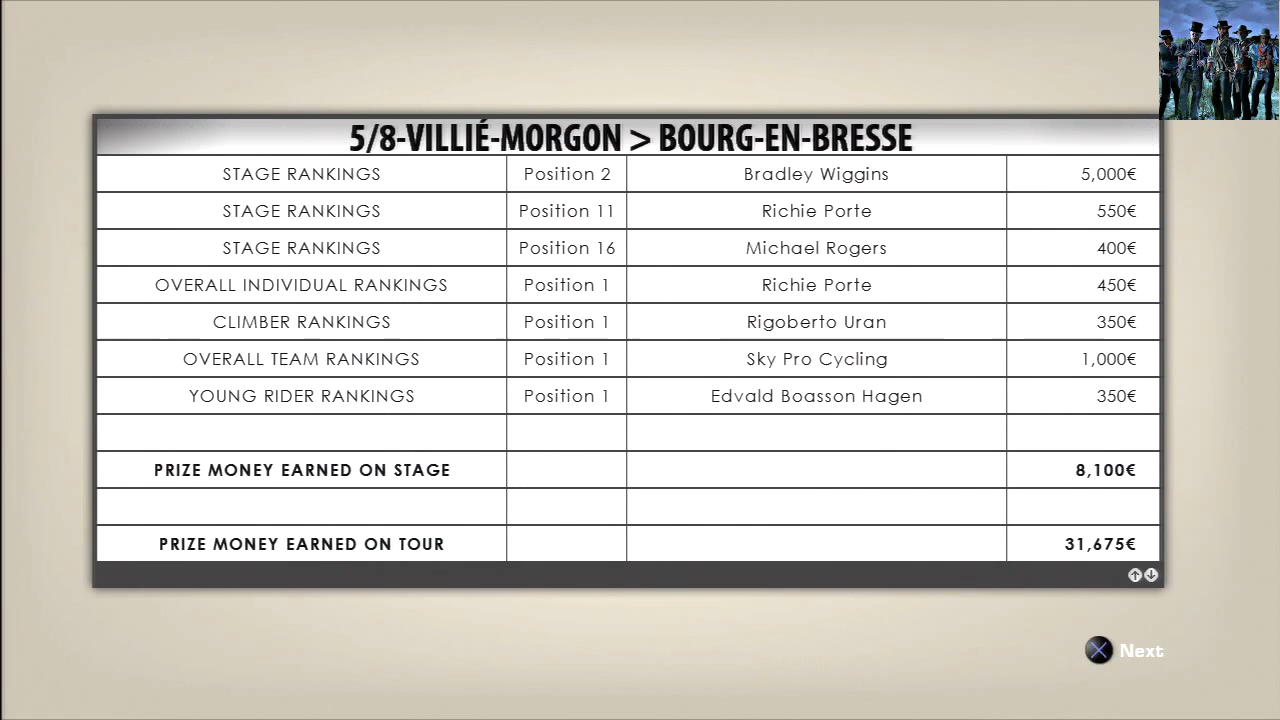 5/8-VILLIÉ-MORGON > BOURG-EN-BRESSE
STAGE RANKINGS Position 2 Bradley Wiggins 5,000€
STAGE RANKINGS Position 11 Richie Porte 550€
STAGE RANKINGS Position 16 Michael Rogers 400€
OVERALL INDIVIDUAL RANKINGS Position 1 Richie Porte 450€
CLIMBER RANKINGS Position 1 Rigoberto Uran 350€
OVERALL TEAM RANKINGS Position 1 Sky Pro Cycling 1,000€
YOUNG RIDER RANKINGS Position 1 Edvald Boasson Hagen 350€
PRIZE MONEY EARNED ON STAGE 8,100€
PRIZE MONEY EARNED ON TOUR 31,675€
Next